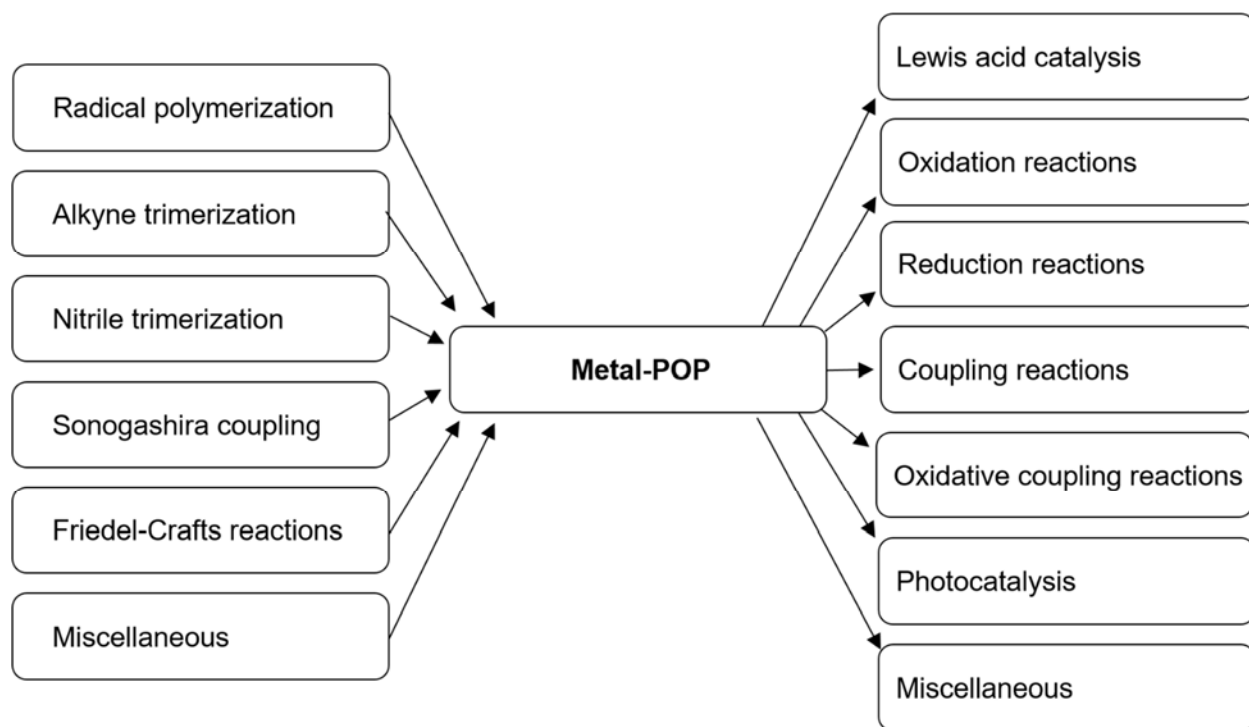 Radical polymerization
Alkyne trimerization
Nitrile trimerization
Sonogashira coupling
Friedel-Crafts reactions
Miscellaneous
Metal-POP
Lewis acid catalysis
Oxidation reactions
Reduction reactions
Coupling reactions
Oxidative coupling reactions
Photocatalysis
Miscellaneous